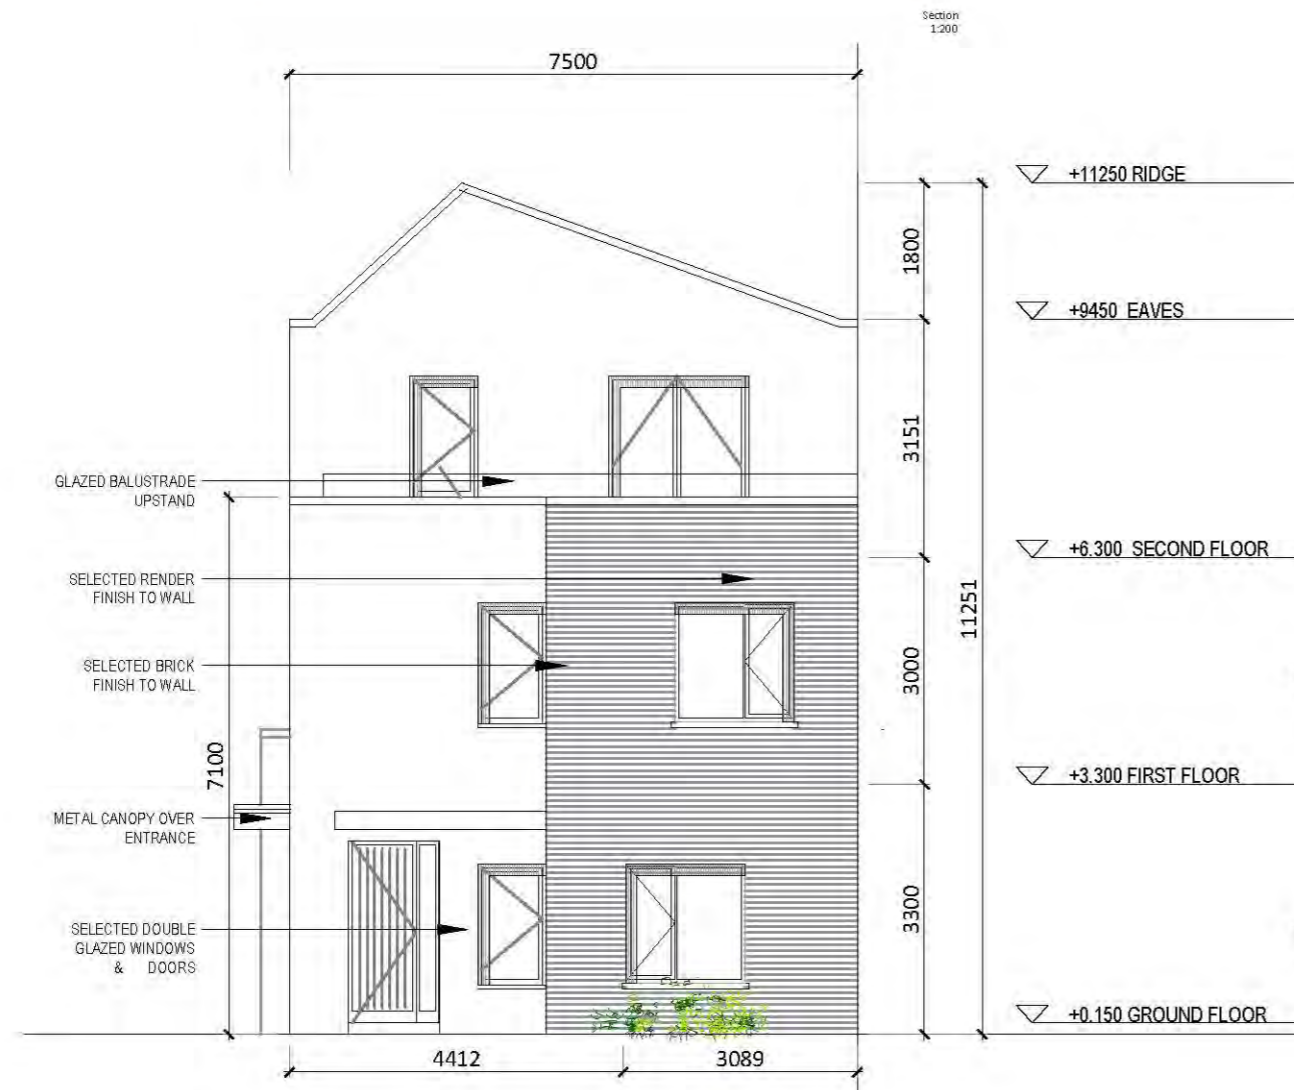 Section
1:200
7500
+11250 RIDGE
1800
+9450 EAVES
3151
GLAZED BALUSTRADE
UPSTAND
+6.300 SECOND FLOOR
SELECTED RENDER
FINISH TO WALL
11251
SELECTED BRICK
FINISH TO WALL
3000
7100
+3.300 FIRST FLOOR
METAL CANOPY OVER
ENTRANCE
3300
SELECTED DOUBLE
GLAZED WINDOWS
& DOORS
+0.150 GROUND FLOOR
4412
3089